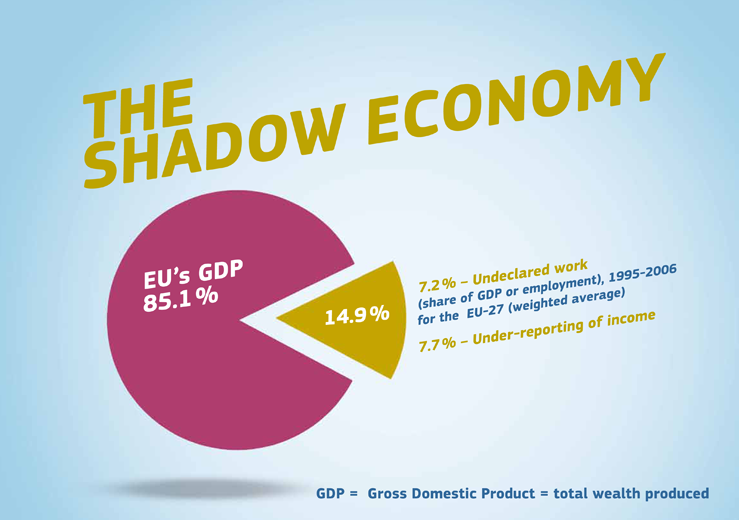 THE
SHADOW ECONOMY
EU's GDP
85.1%
14.9%
7.2% – Undeclared work
(share of GDP or employment), 1995-2006
for the EU-27 (weighted average)
7.7% – Under-reporting of income
GDP = Gross Domestic Product = total wealth produced